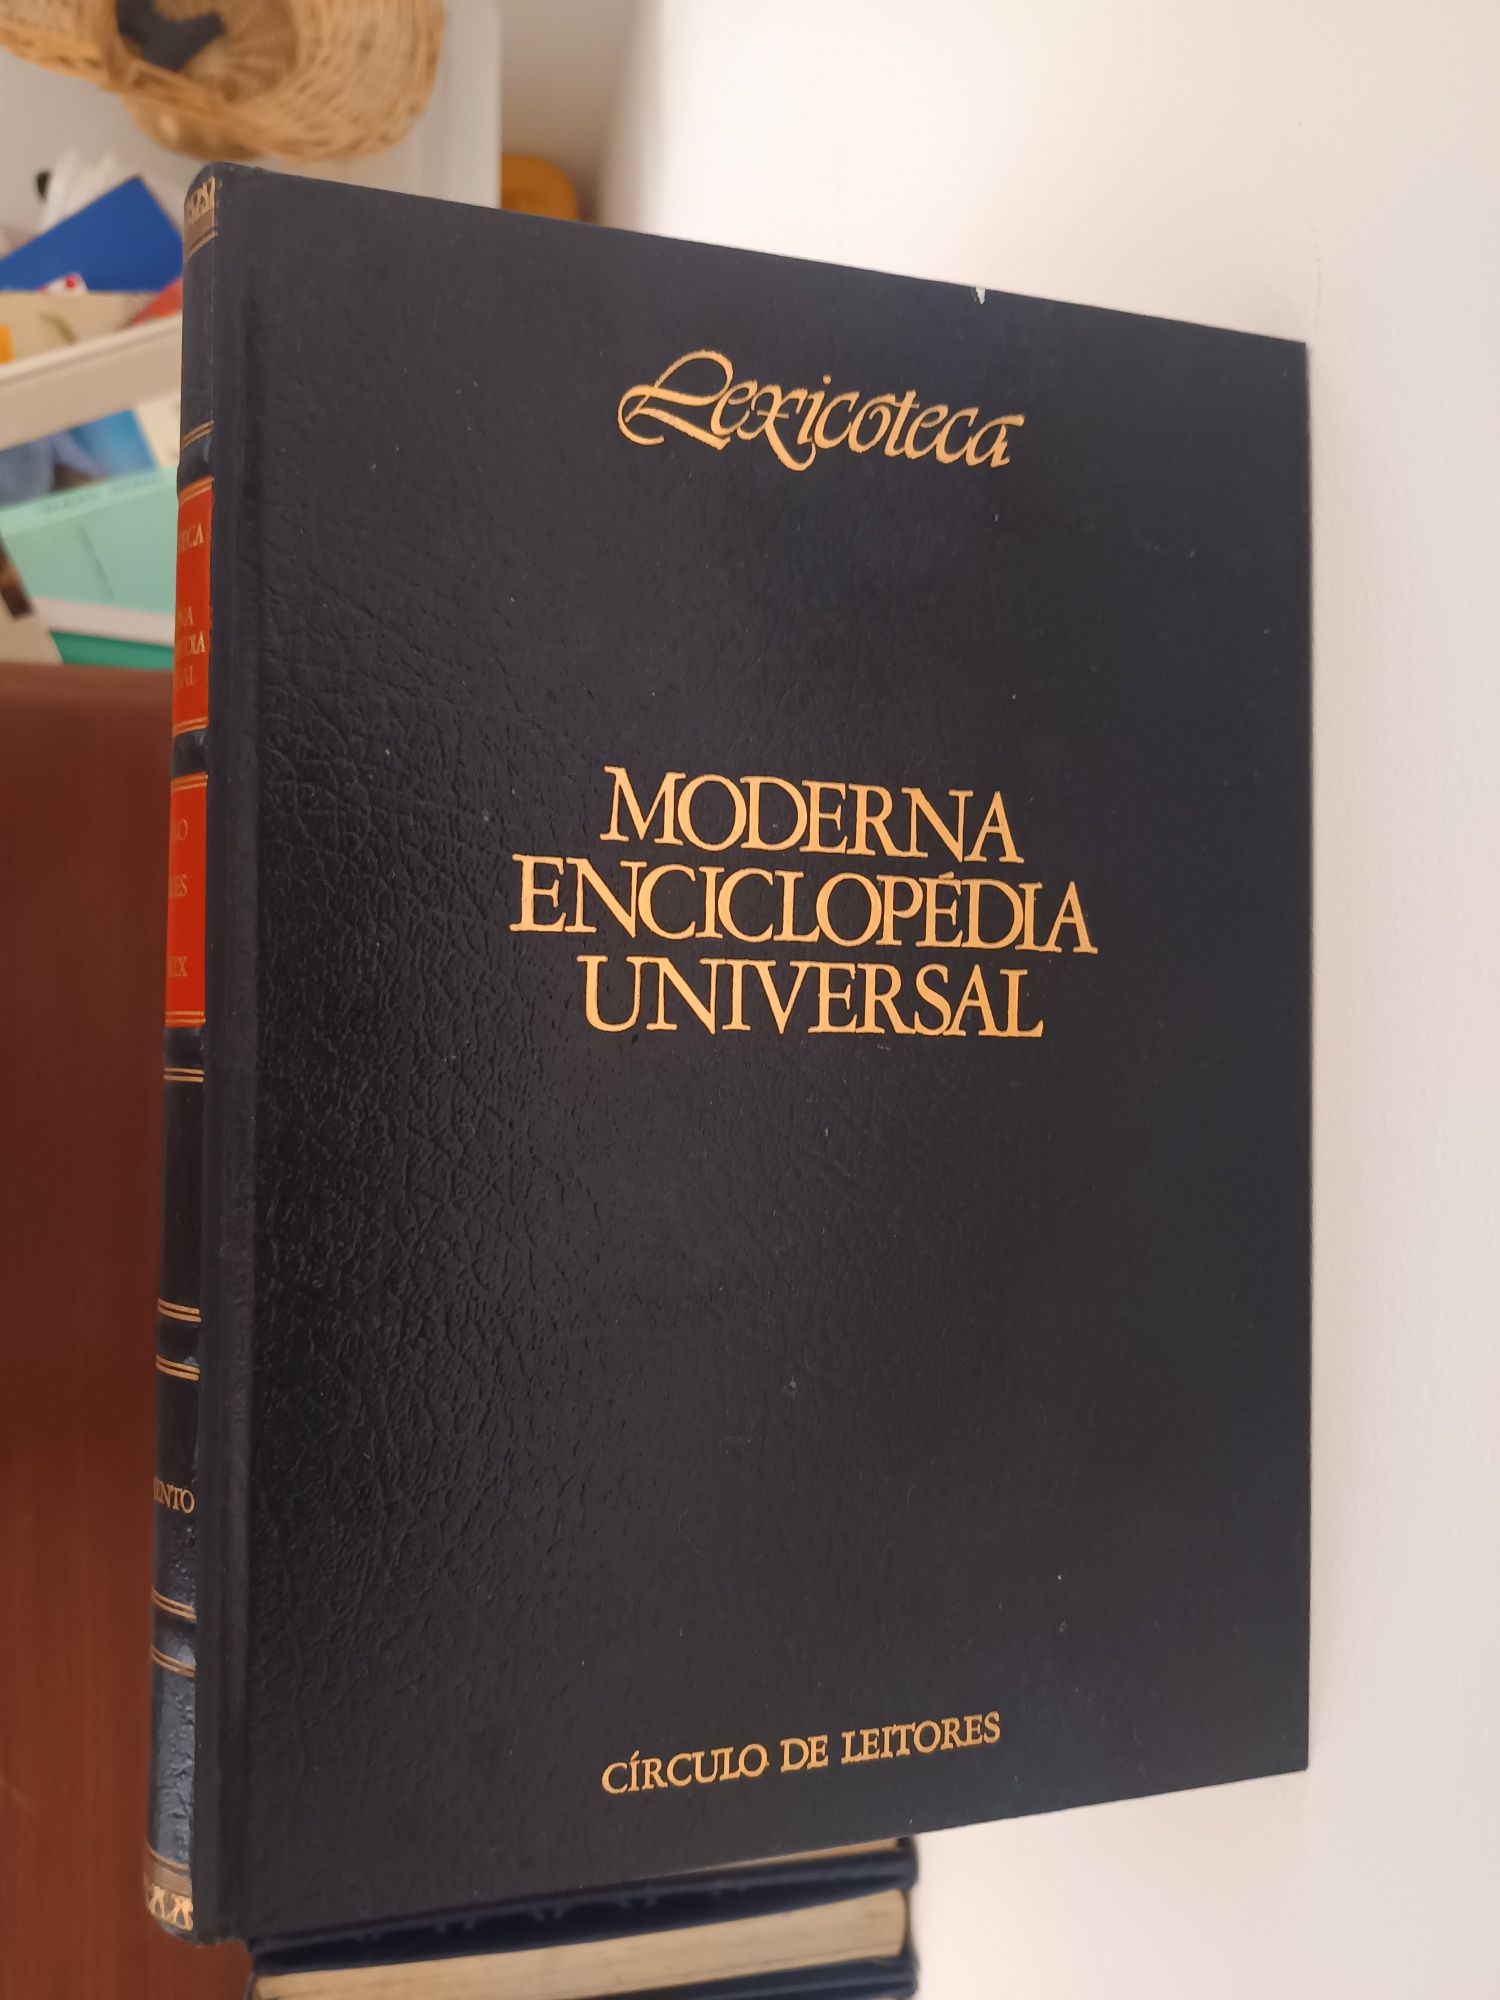 Lexicoteca
MODERNA
ENCICLOPÉDIA
UNIVERSAL
CÍRCULO DE LEITORES